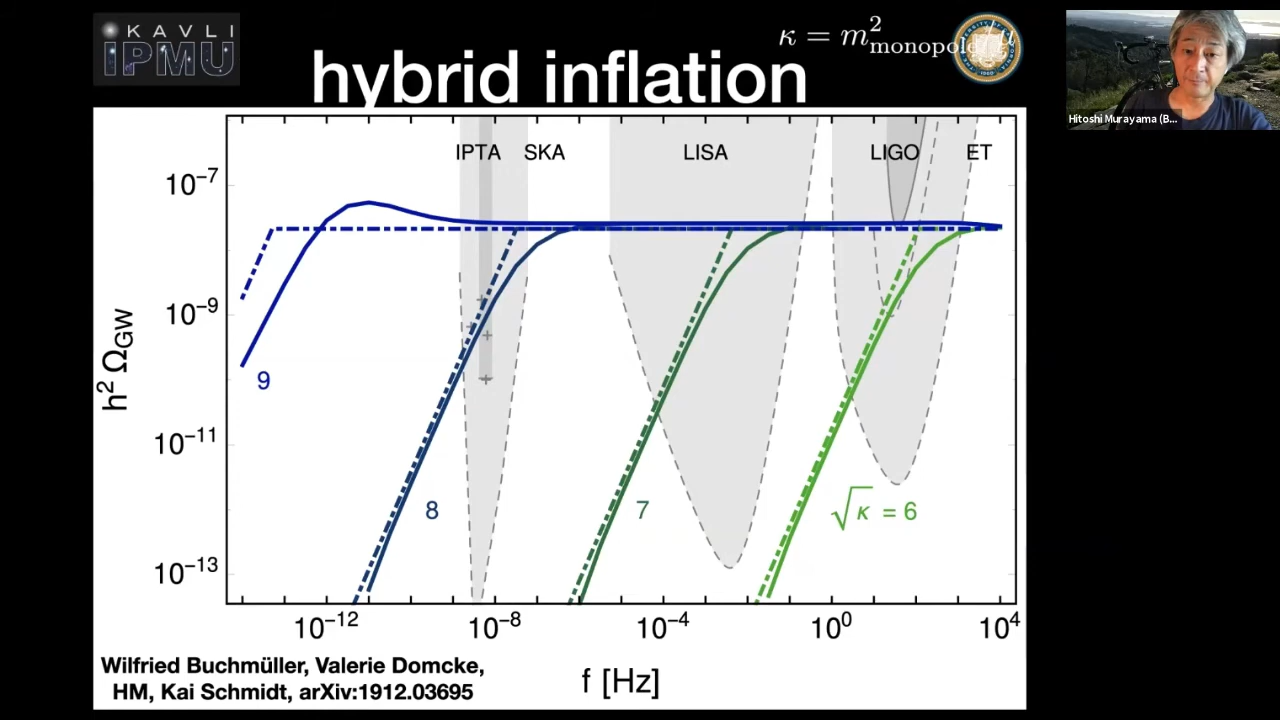 KAVLI
IPMU
hybrid inflation
κ = m²monopole/μ
Hitoshi Murayama (B...
IPTA SKA LISA LIGO ET
10⁻⁷
10⁻⁹
10⁻¹¹
10⁻¹³
h² ΩGW
9
8
7
√κ = 6
10⁻¹² 10⁻⁸ 10⁻⁴ 10⁰ 10⁴
f [Hz]
Wilfried Buchmüller, Valerie Domcke,
HM, Kai Schmidt, arXiv:1912.03695